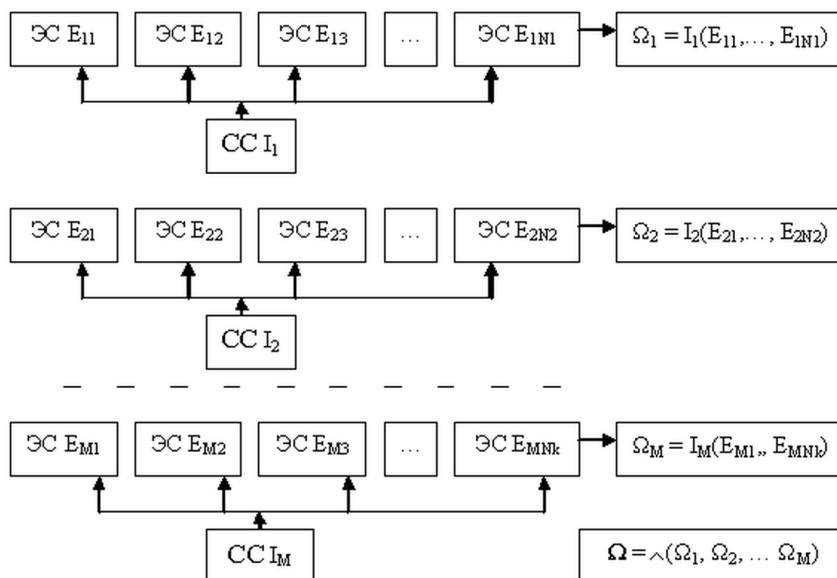 ЭС E11 ЭС E12 ЭС E13 ... ЭС E1N1 Ω1 = I1(E11,..., E1N1)
СС I1
ЭС E21 ЭС E22 ЭС E23 ... ЭС E2N2 Ω2 = I2(E21,..., E2N2)
СС I2
ЭС EM1 ЭС EM2 ЭС EM3 ... ЭС EMNk ΩM = IM(EM1,, EMNk)
СС IM Ω = ^(Ω1, Ω2, ... ΩM)